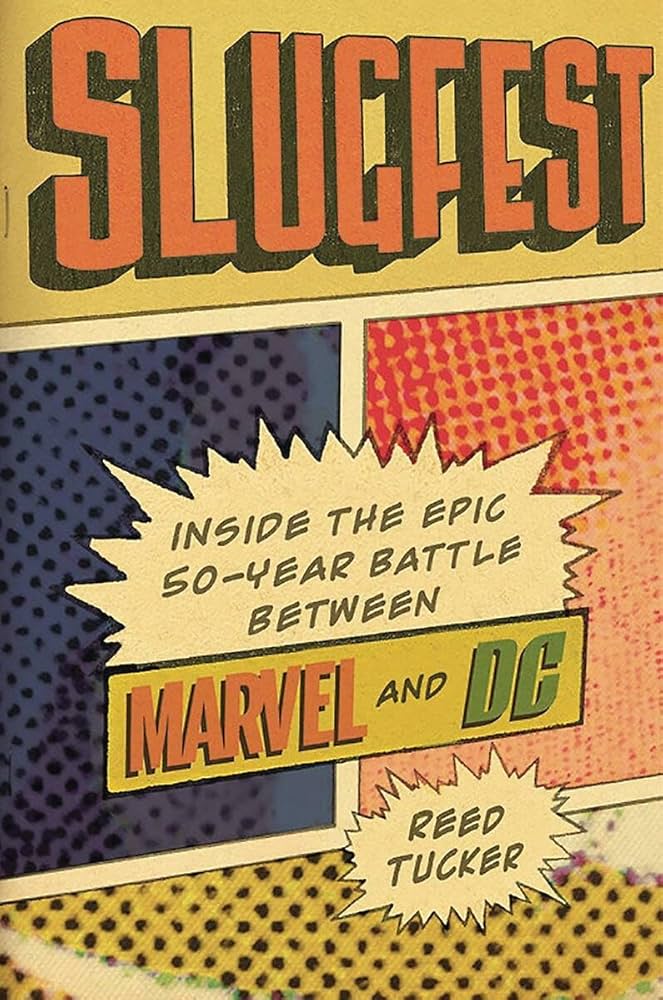 SLUGFEST
INSIDE THE EPIC
50-YEAR BATTLE
BETWEEN
MARVEL AND DC
REED
TUCKER